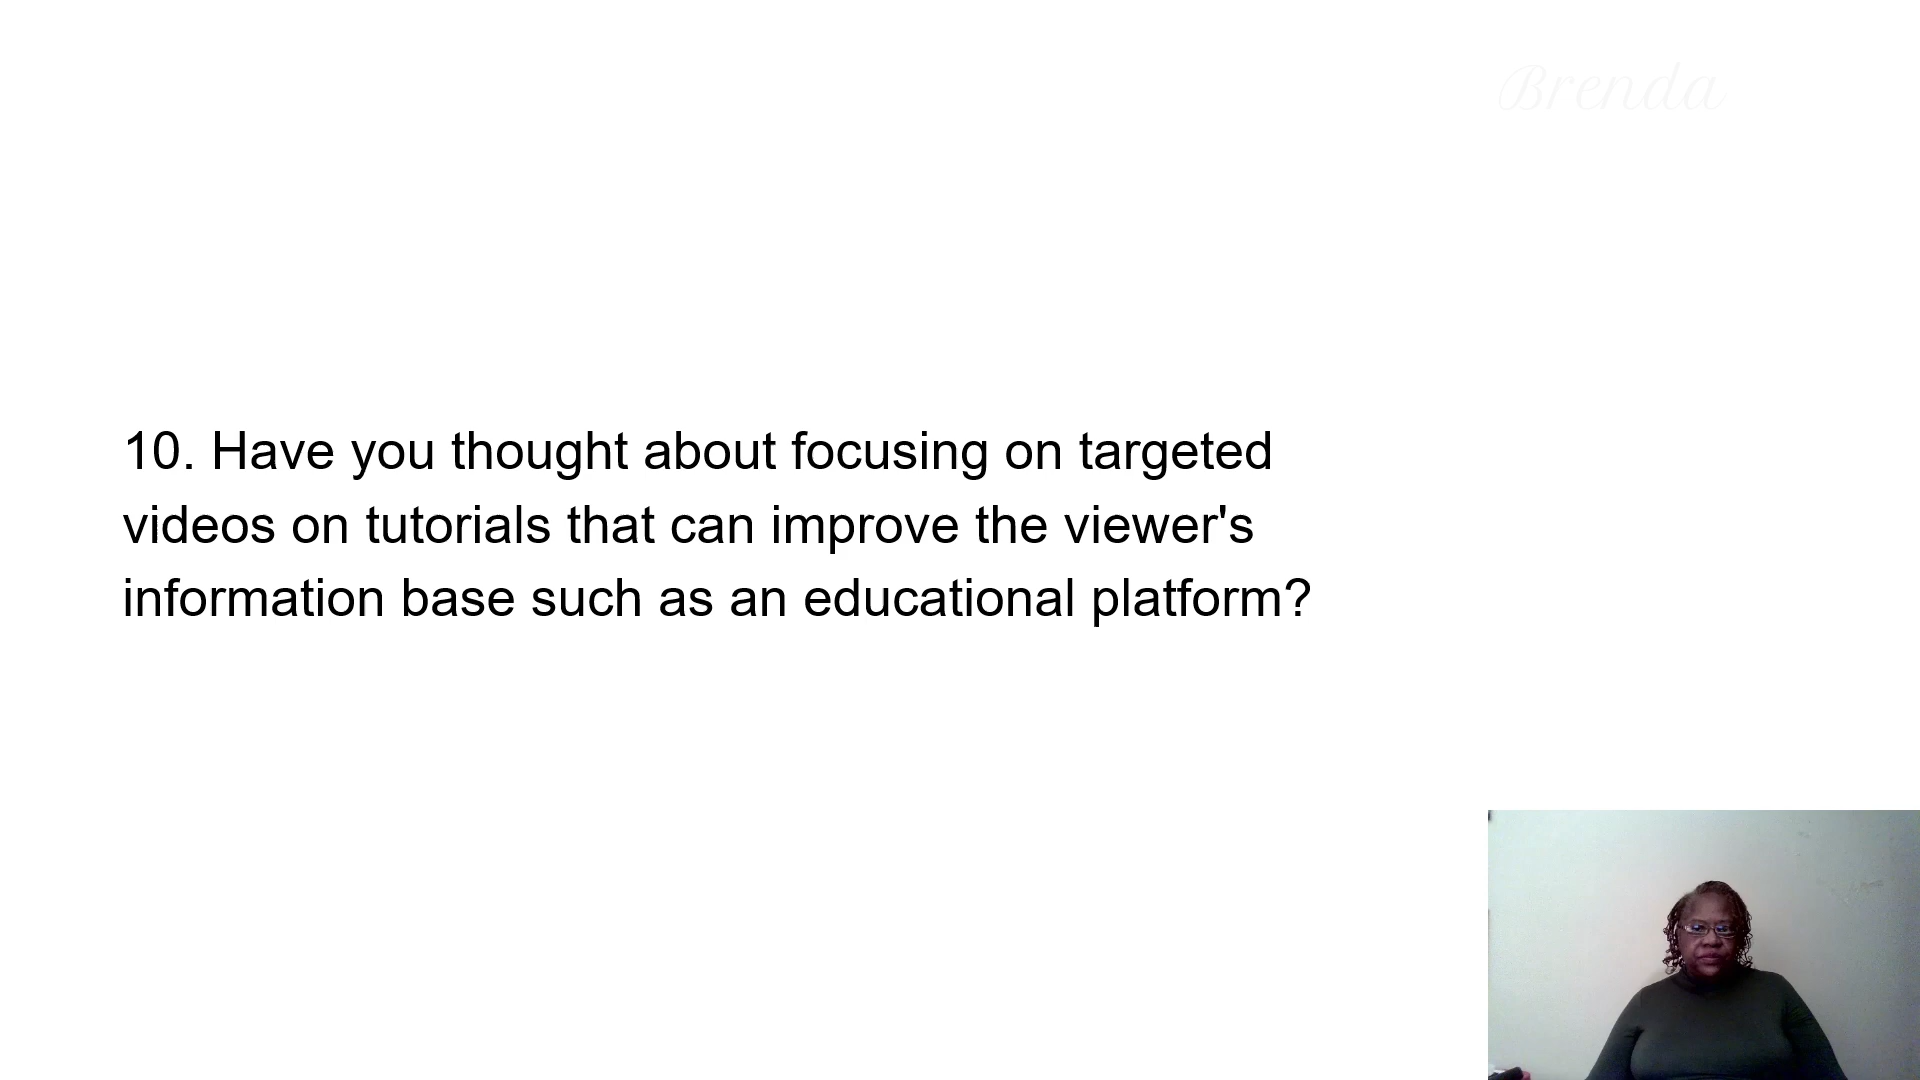 Brenda
10. Have you thought about focusing on targeted
videos on tutorials that can improve the viewer's
information base such as an educational platform?